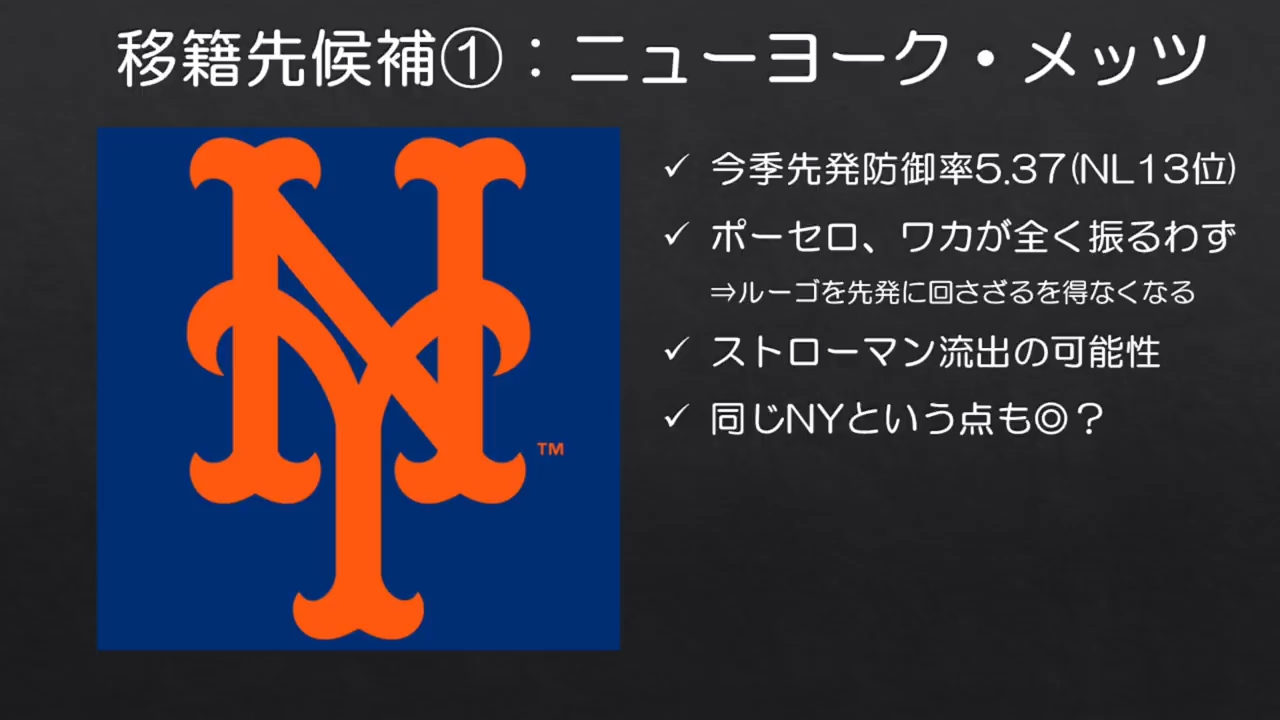 移籍先候補①：ニューヨーク・メッツ
NY
TM
✓ 今季先発防御率5.37(NL13位)
✓ ポーセロ、ワカが全く振るわず
⇒ルーゴを先発に回さざるを得なくなる
✓ ストローマン流出の可能性
✓ 同じNYという点も◎？